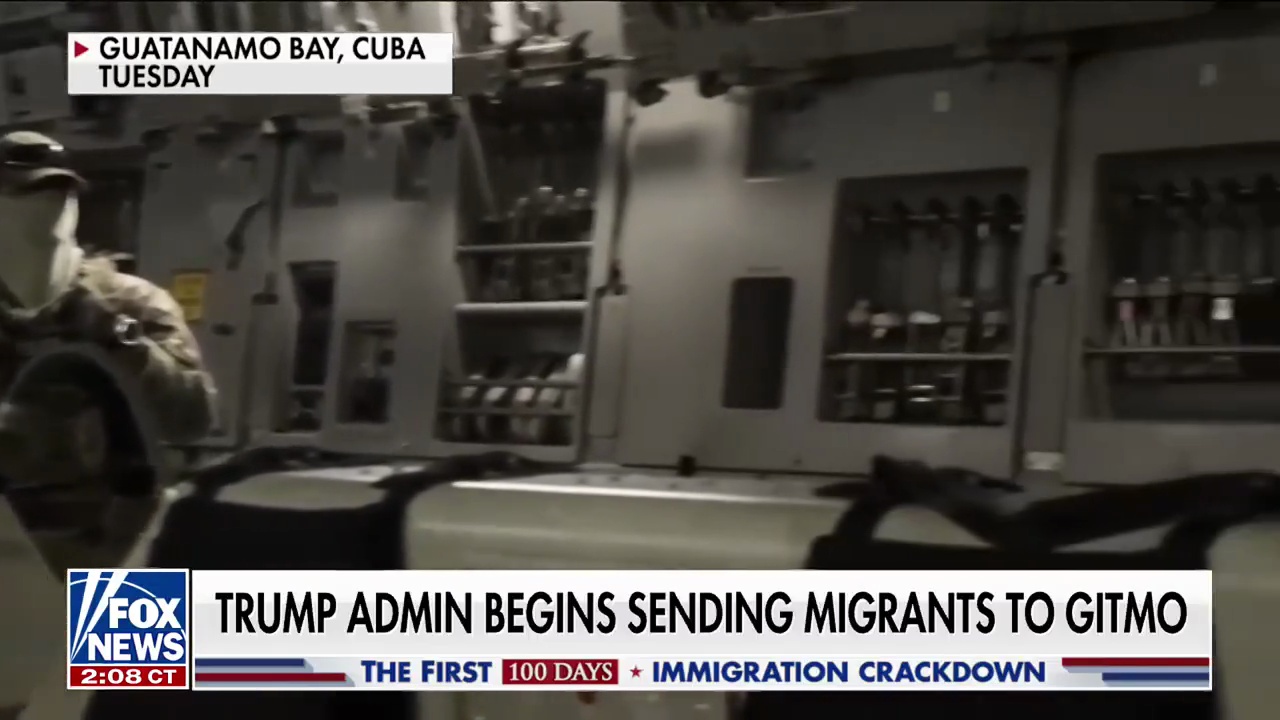 GUATANAMO BAY, CUBA
TUESDAY
FOX
NEWS
2:08 CT
TRUMP ADMIN BEGINS SENDING MIGRANTS TO GITMO
THE FIRST 100 DAYS ★ IMMIGRATION CRACKDOWN